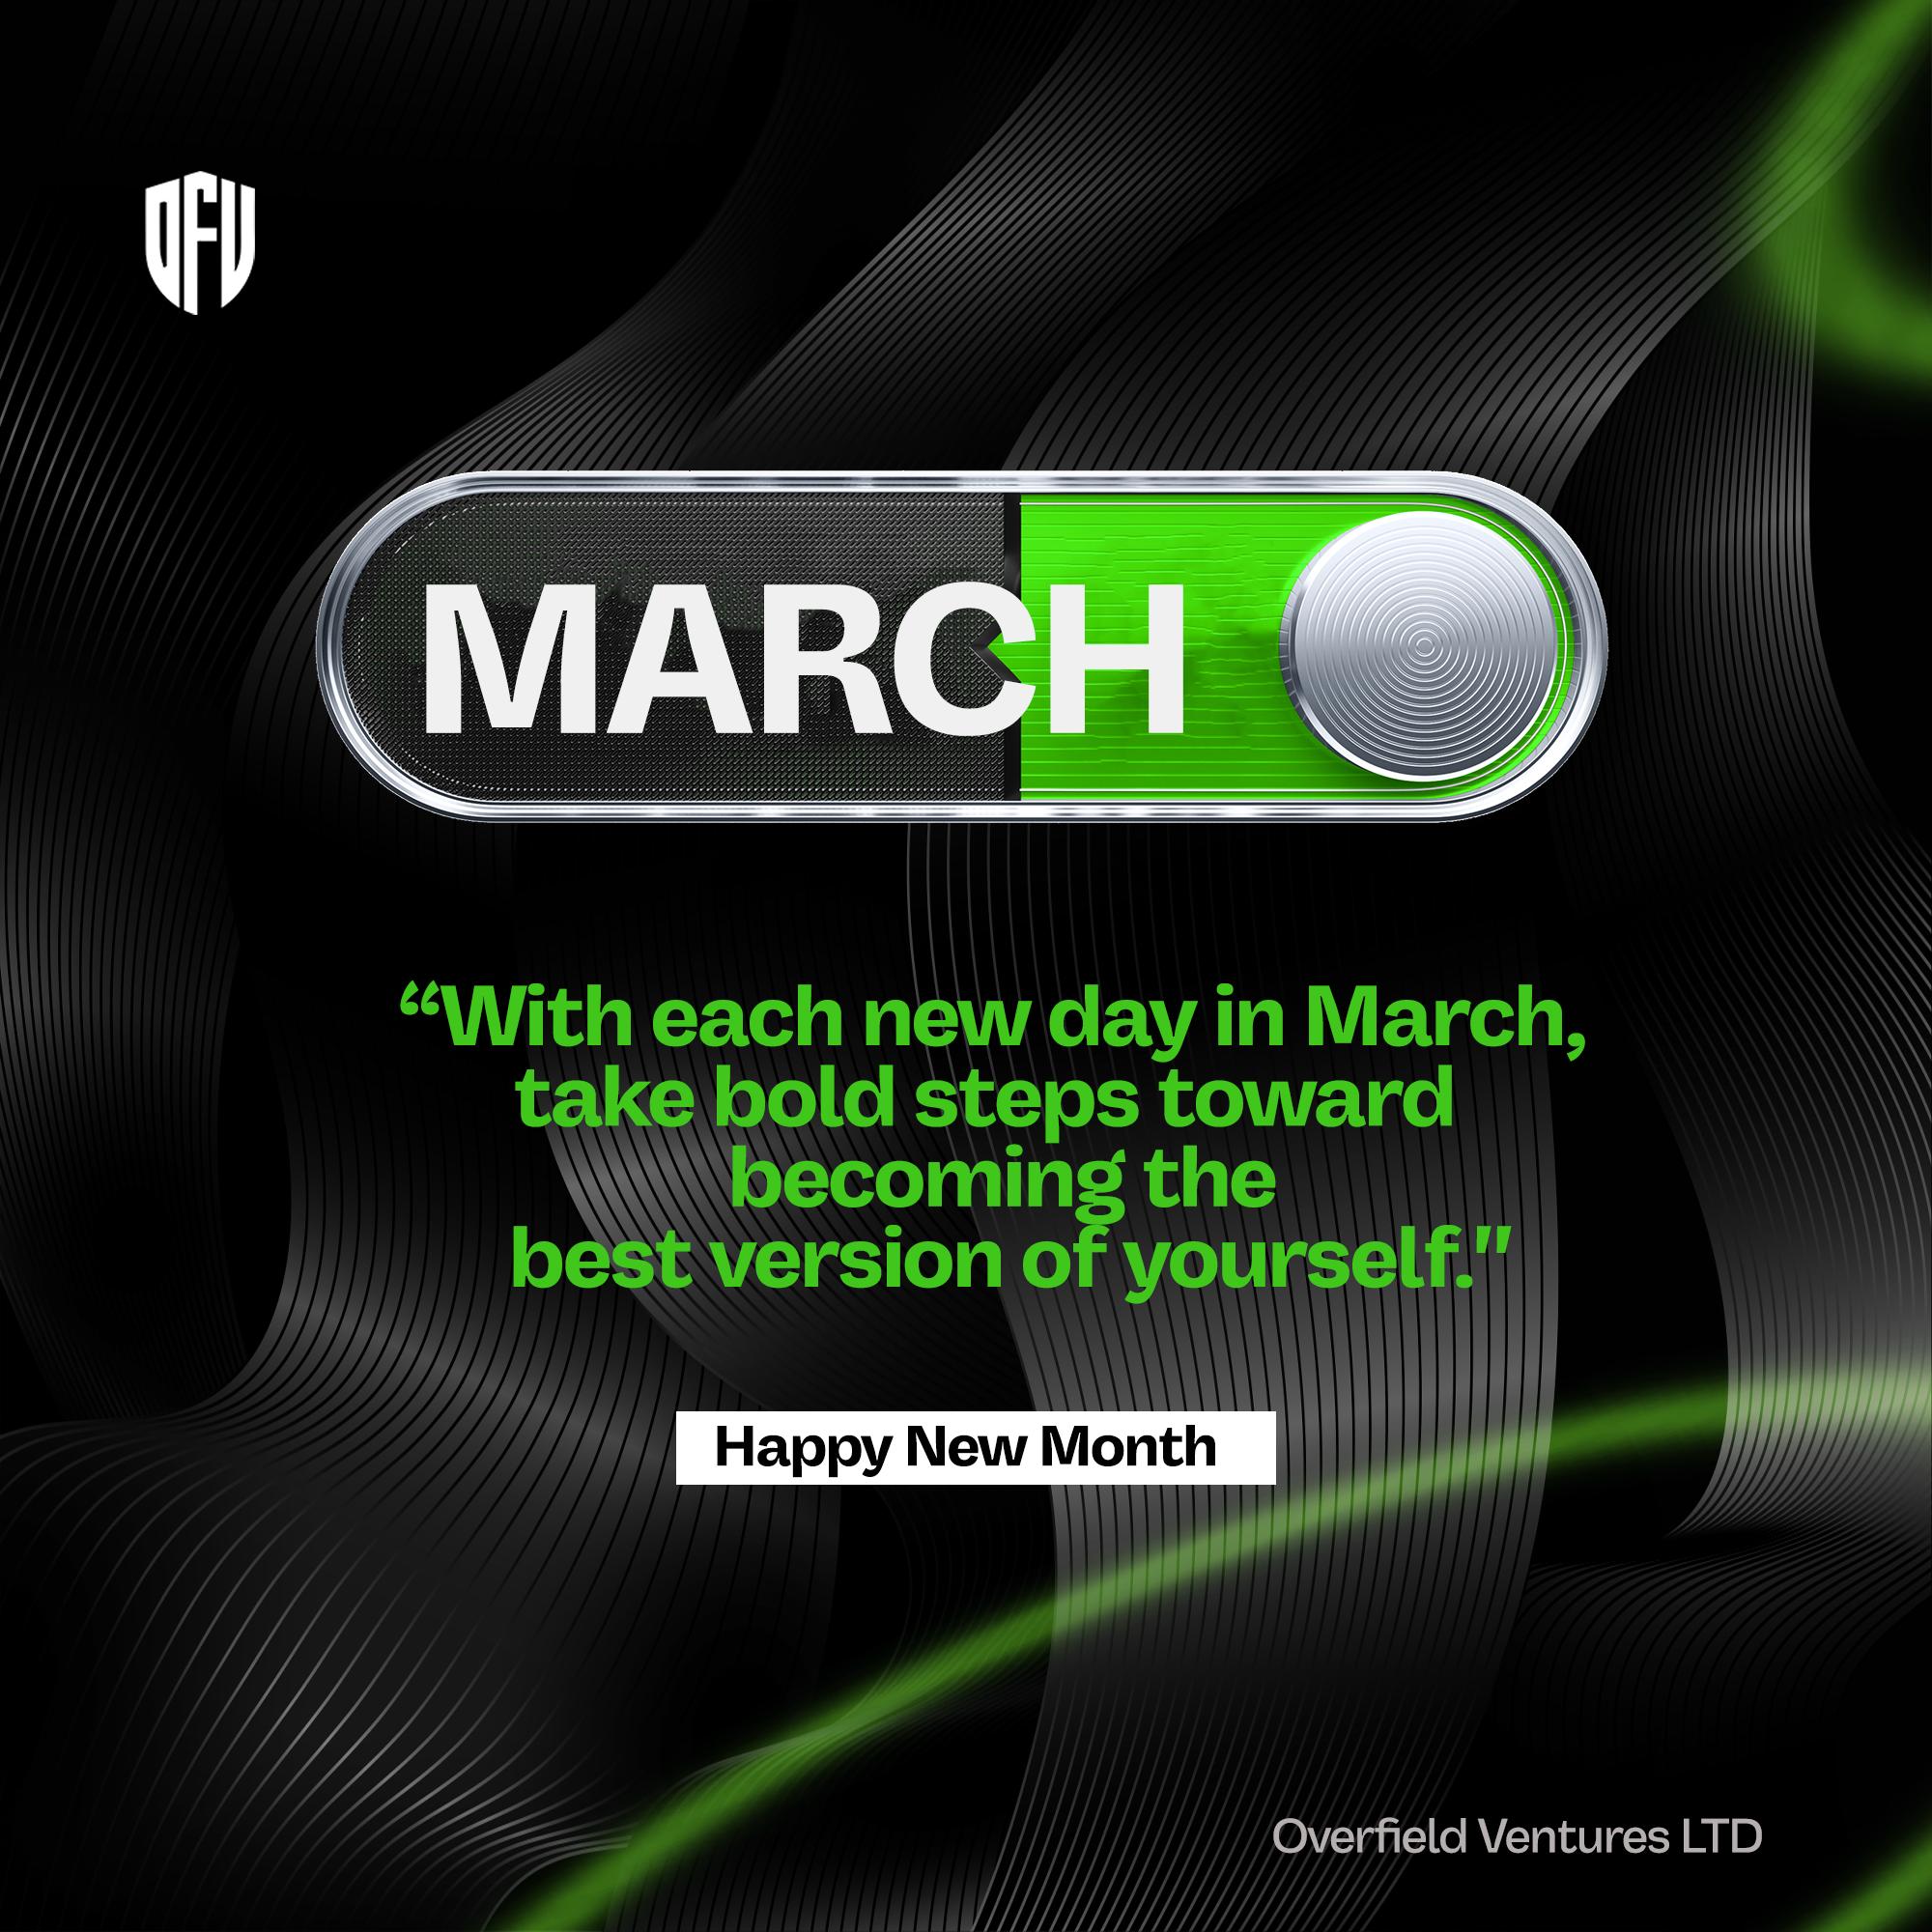 OFV
MARCH
“With each new day in March,
take bold steps toward
becoming the
best version of yourself."
Happy New Month
Overfield Ventures LTD